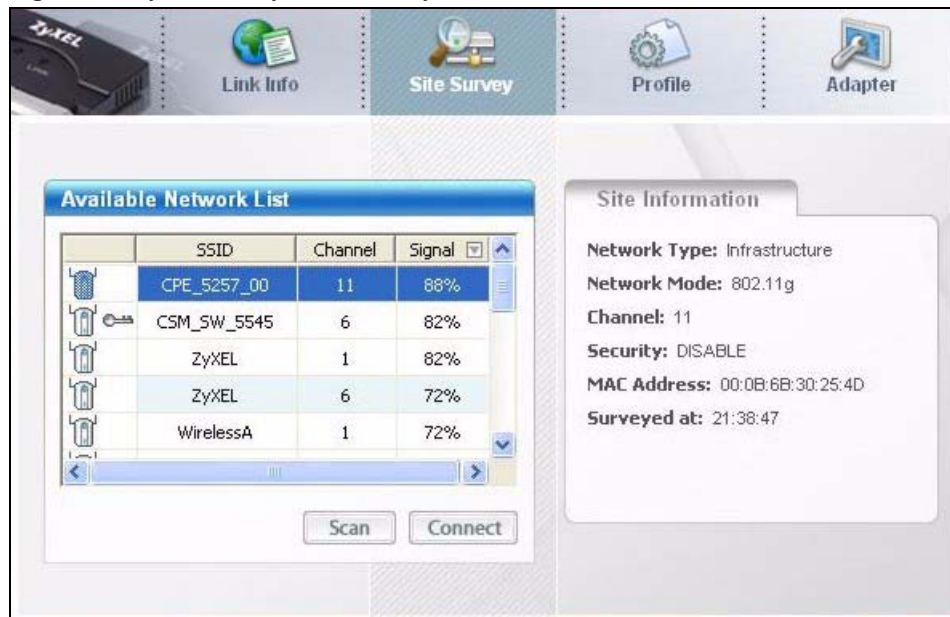 ZyXEL
Link Info
Site Survey
Profile
Adapter
Available Network List
SSID Channel Signal
CPE_5257_00 11 88%
CSM_SW_5545 6 82%
ZyXEL 1 82%
ZyXEL 6 72%
WirelessA 1 72%
Scan Connect
Site Information
Network Type: Infrastructure
Network Mode: 802.11g
Channel: 11
Security: DISABLE
MAC Address: 00:0B:6B:30:25:4D
Surveyed at: 21:38:47